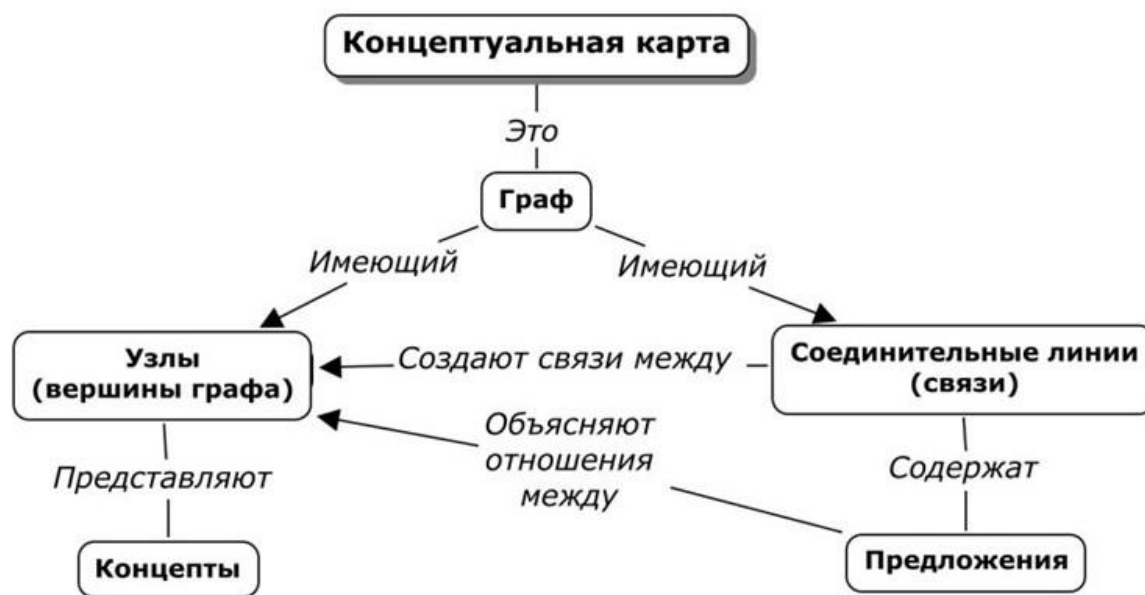 Концептуальная карта
Это
Граф
Имеющий
Имеющий
Узлы
(вершины графа)
Создают связи между
Соединительные линии
(связи)
Объясняют
отношения
между
Представляют
Содержат
Концепты
Предложения